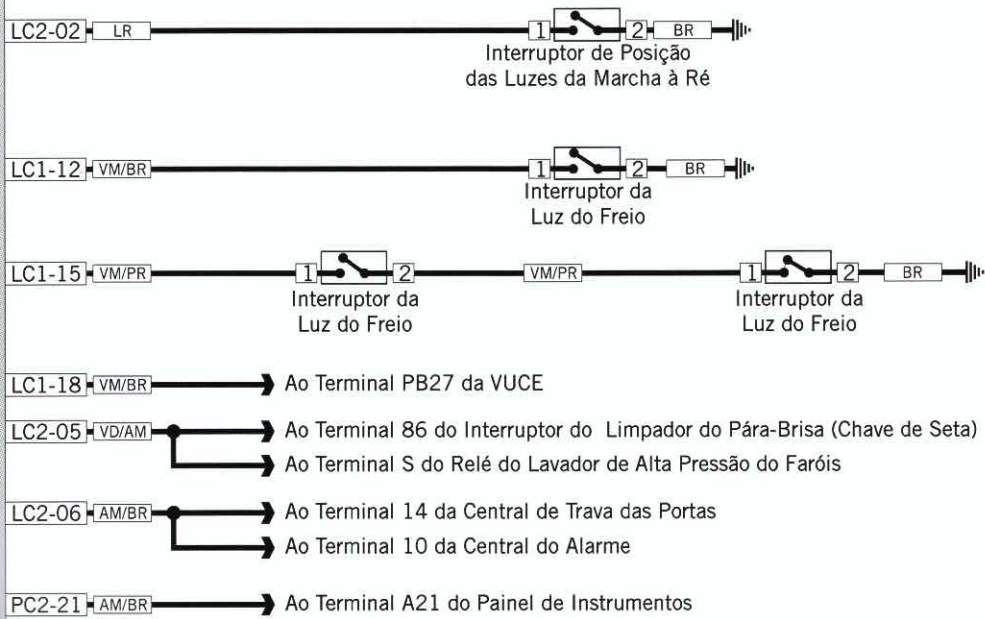 LC2-02 LR 1 2 BR
Interruptor de Posição
das Luzes da Marcha à Ré
LC1-12 VM/BR 1 2 BR
Interruptor da
Luz do Freio
LC1-15 VM/PR 1 2 VM/PR 1 2 BR
Interruptor da
Luz do Freio
Interruptor da
Luz do Freio
LC1-18 VM/BR Ao Terminal PB27 da VUCE
LC2-05 VD/AM Ao Terminal 86 do Interruptor do Limpador do Pára-Brisa (Chave de Seta)
Ao Terminal S do Relé do Lavador de Alta Pressão do Faróis
LC2-06 AM/BR Ao Terminal 14 da Central de Trava das Portas
Ao Terminal 10 da Central do Alarme
PC2-21 AM/BR Ao Terminal A21 do Painel de Instrumentos